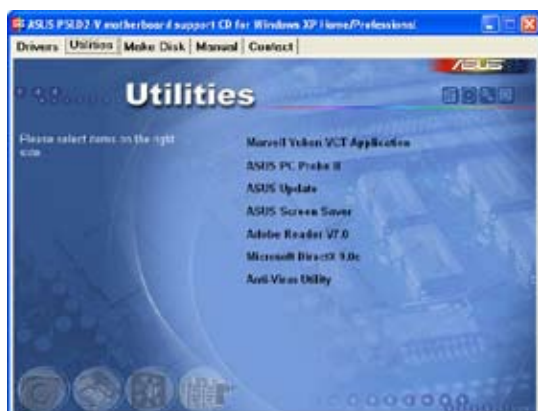 ASUS P5LD2-V motherboard support CD for Windows XP Home/Professional
Drivers Utilities Make Disk Manual Contact
ASUS
Utilities
Please select items on the right side
Marvell Yukon VCT Application
ASUS PC Probe II
ASUS Update
ASUS Screen Saver
Adobe Reader V7.0
Microsoft DirectX 9.0c
Anti-Virus Utility